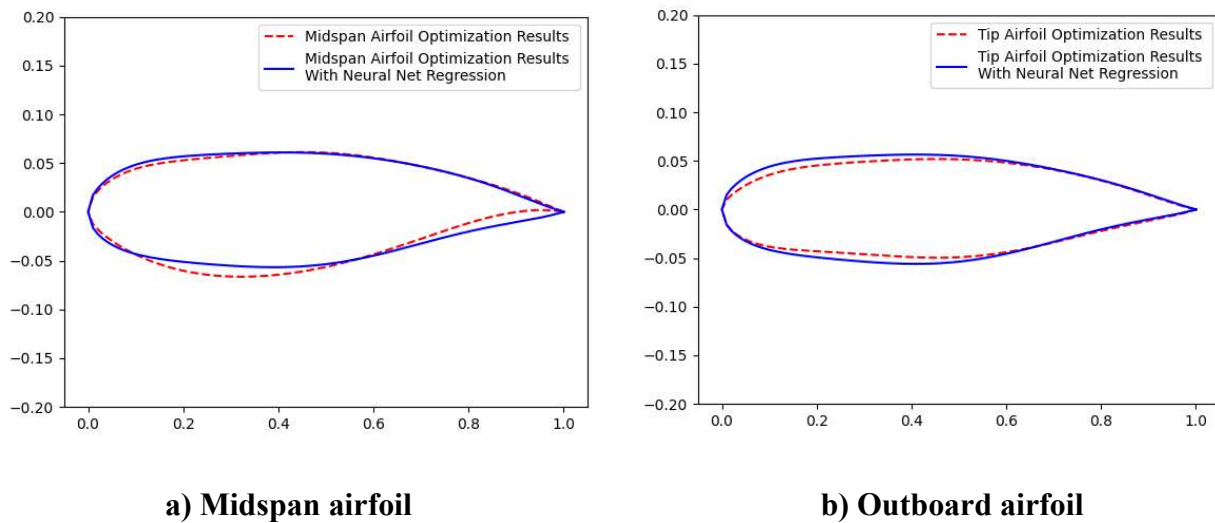 0.20
0.15
0.10
0.05
0.00
−0.05
−0.10
−0.15
−0.20
0.0 0.2 0.4 0.6 0.8 1.0
Midspan Airfoil Optimization Results
Midspan Airfoil Optimization Results
With Neural Net Regression
a) Midspan airfoil
0.20
0.15
0.10
0.05
0.00
−0.05
−0.10
−0.15
−0.20
0.0 0.2 0.4 0.6 0.8 1.0
Tip Airfoil Optimization Results
Tip Airfoil Optimization Results
With Neural Net Regression
b) Outboard airfoil